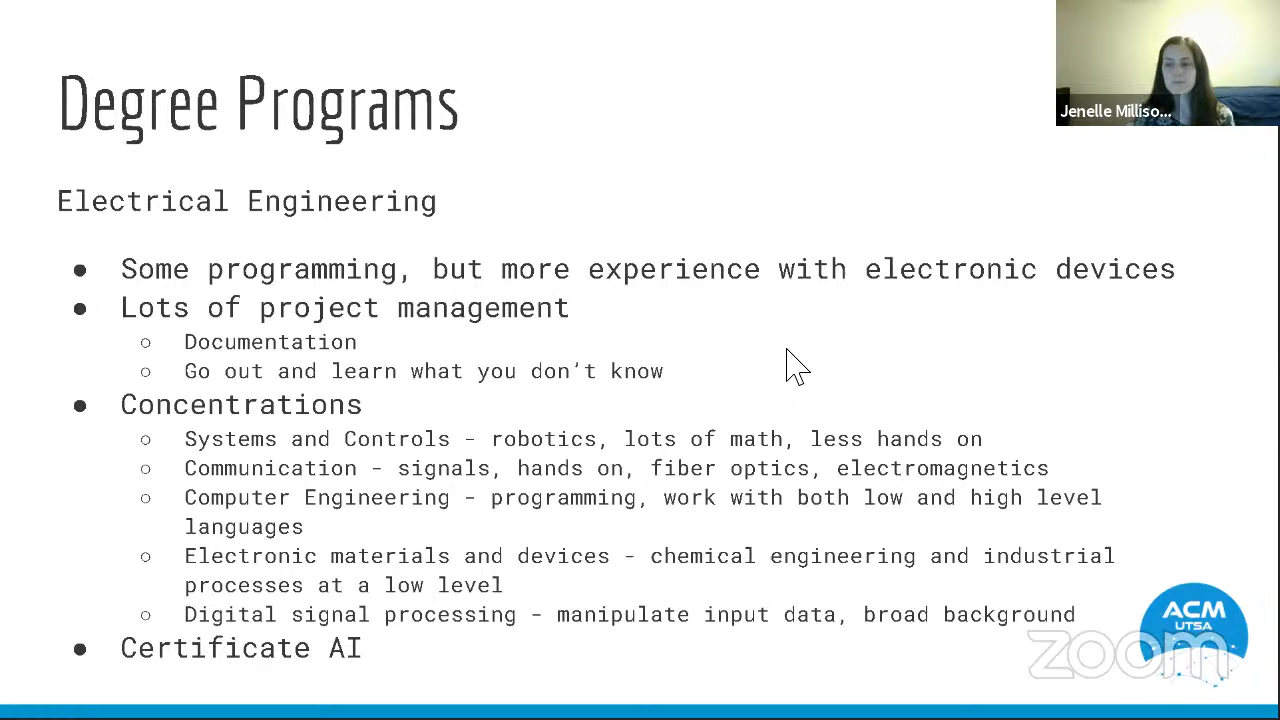 Degree Programs
Jenelle Milliso...
Electrical Engineering
● Some programming, but more experience with electronic devices
● Lots of project management
○ Documentation
○ Go out and learn what you don't know
● Concentrations
○ Systems and Controls - robotics, lots of math, less hands on
○ Communication - signals, hands on, fiber optics, electromagnetics
○ Computer Engineering - programming, work with both low and high level
languages
○ Electronic materials and devices - chemical engineering and industrial
processes at a low level
○ Digital signal processing - manipulate input data, broad background
● Certificate AI
ACM
UTSA
zoom